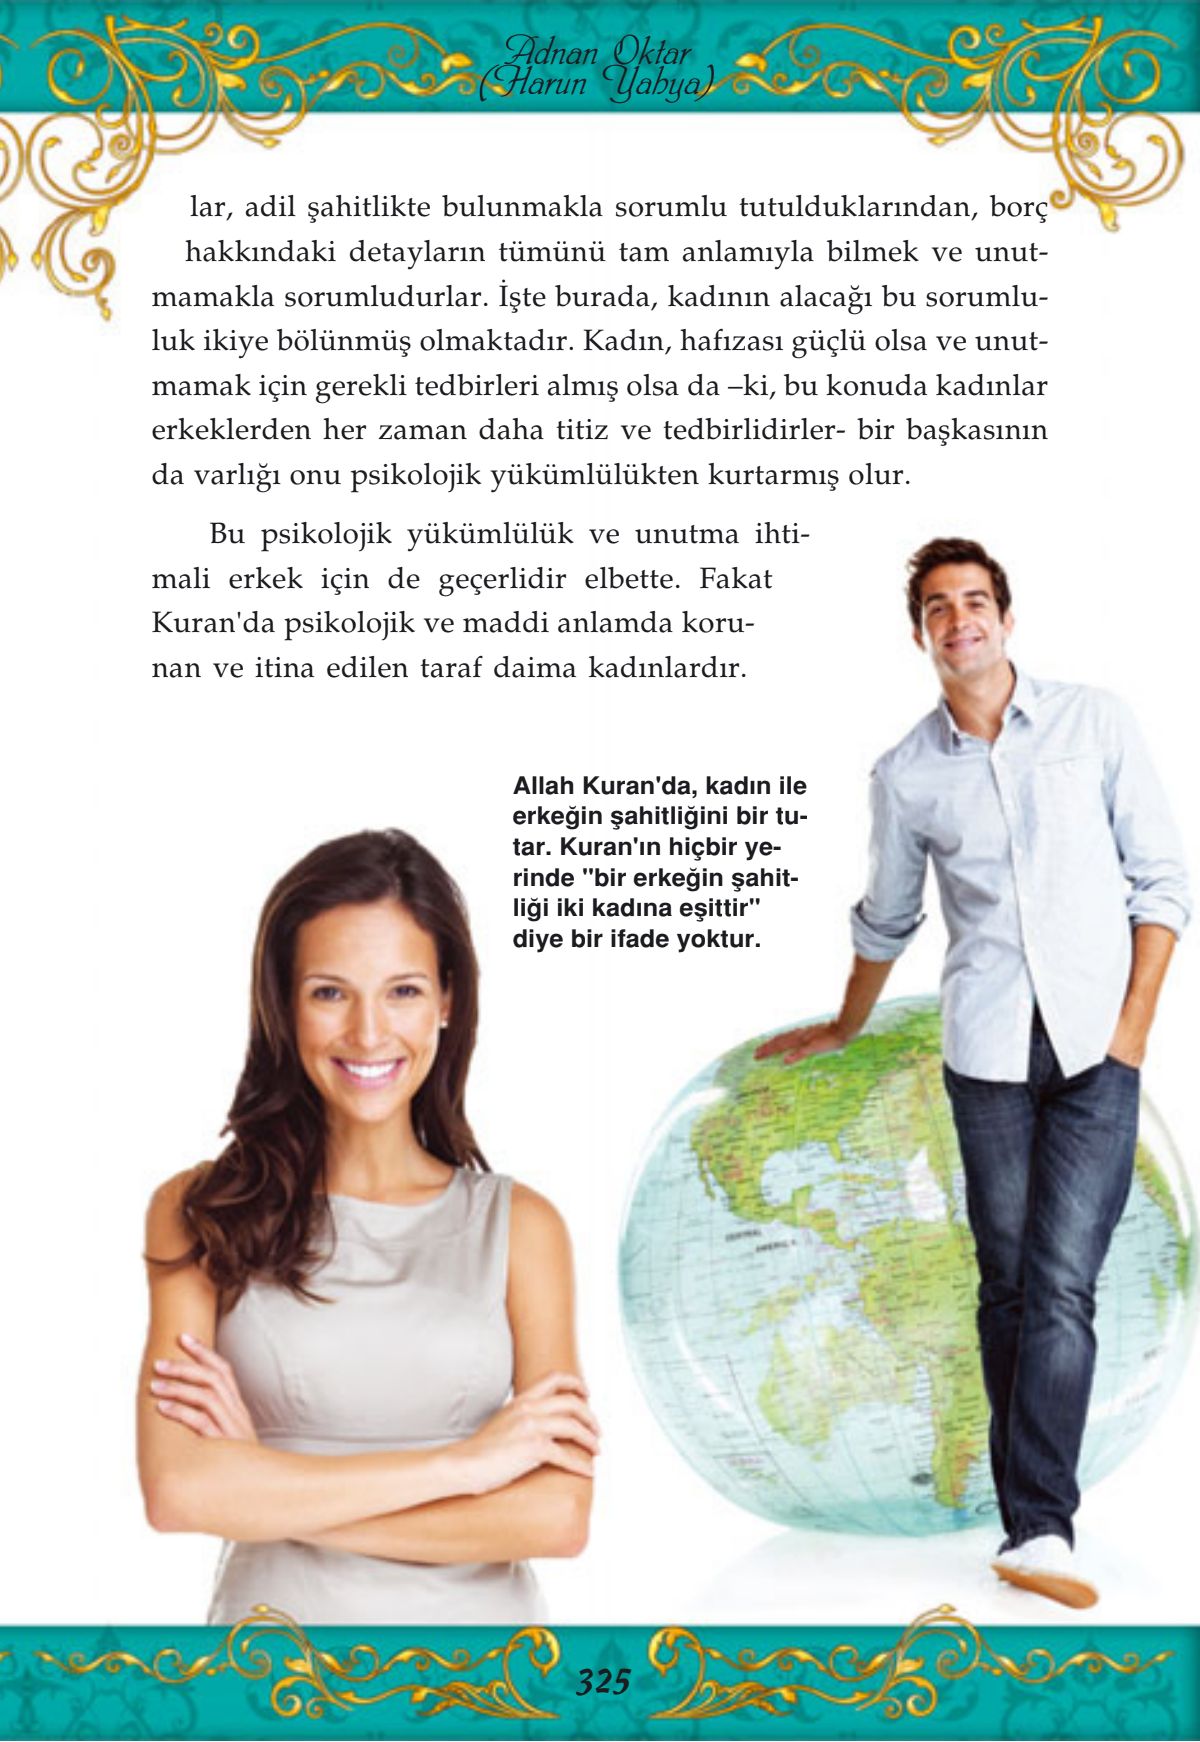 Adnan Oktar
(Harun Yahya)
lar, adil şahitlikte bulunmakla sorumlu tutulduklarından, borç
hakkındaki detayların tümünü tam anlamıyla bilmek ve unut-
mamakla sorumludurlar. İşte burada, kadının alacağı bu sorumlu-
luk ikiye bölünmüş olmaktadır. Kadın, hafızası güçlü olsa ve unut-
mamak için gerekli tedbirleri almış olsa da –ki, bu konuda kadınlar
erkeklerden her zaman daha titiz ve tedbirlidirler- bir başkasının
da varlığı onu psikolojik yükümlülükten kurtarmış olur.
Bu psikolojik yükümlülük ve unutma ihti-
mali erkek için de geçerlidir elbette. Fakat
Kuran'da psikolojik ve maddi anlamda koru-
nan ve itina edilen taraf daima kadınlardır.
Allah Kuran'da, kadın ile
erkeğin şahitliğini bir tu-
tar. Kuran'ın hiçbir ye-
rinde "bir erkeğin şahit-
liği iki kadına eşittir"
diye bir ifade yoktur.
CENTRAL
AMERICA
325